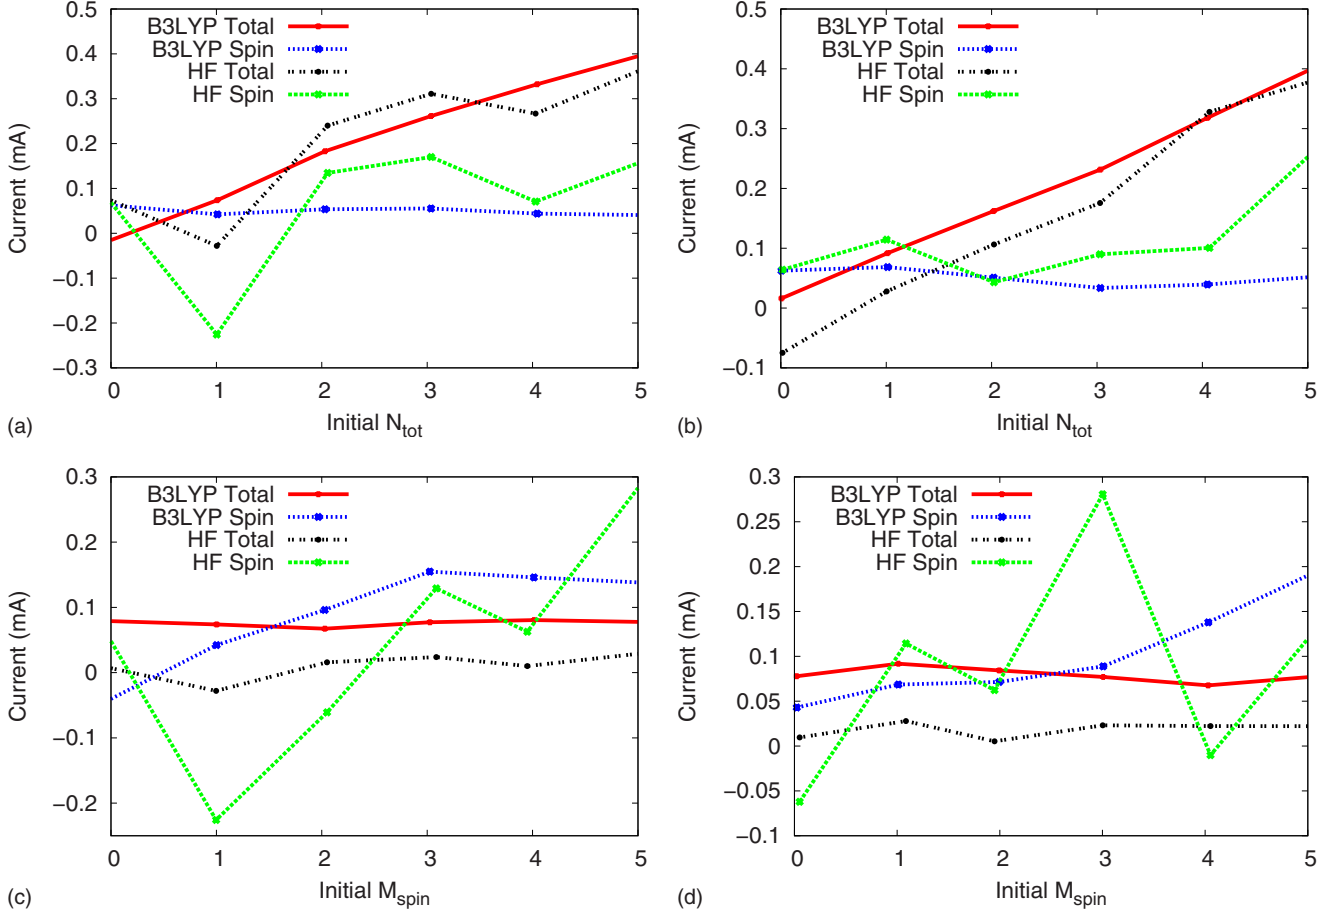 0.5
0.4
0.3
0.2
0.1
0
−0.1
−0.2
−0.3
Current (mA)
B3LYP Total
B3LYP Spin
HF Total
HF Spin
0 1 2 3 4 5
Initial N_tot
(a)
0.5
0.4
0.3
0.2
0.1
0
−0.1
Current (mA)
B3LYP Total
B3LYP Spin
HF Total
HF Spin
0 1 2 3 4 5
Initial N_tot
(b)
0.3
0.2
0.1
0
−0.1
−0.2
Current (mA)
B3LYP Total
B3LYP Spin
HF Total
HF Spin
0 1 2 3 4 5
Initial M_spin
(c)
0.3
0.25
0.2
0.15
0.1
0.05
0
−0.05
−0.1
Current (mA)
B3LYP Total
B3LYP Spin
HF Total
HF Spin
0 1 2 3 4 5
Initial M_spin
(d)